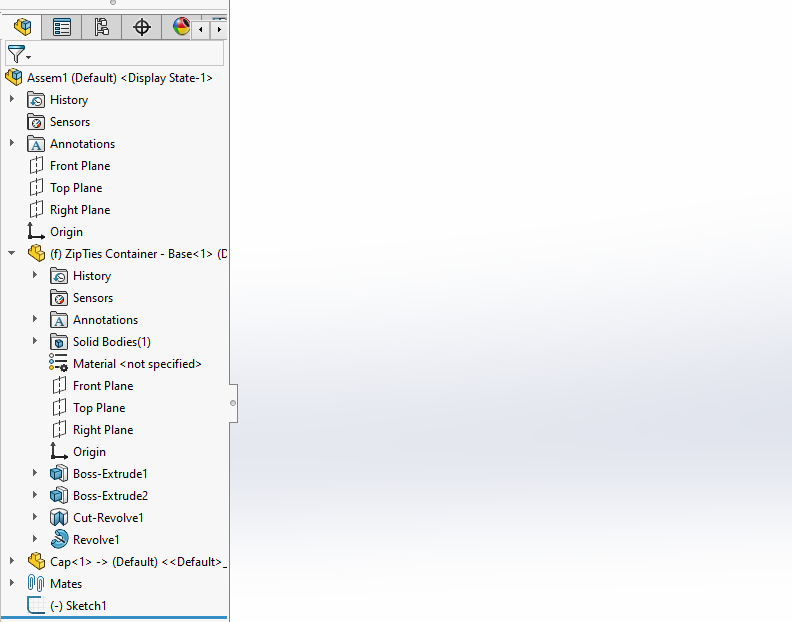 Assem1 (Default) <Display State-1>
History
Sensors
Annotations
Front Plane
Top Plane
Right Plane
Origin
(f) ZipTies Container - Base<1> (D
History
Sensors
Annotations
Solid Bodies(1)
Material <not specified>
Front Plane
Top Plane
Right Plane
Origin
Boss-Extrude1
Boss-Extrude2
Cut-Revolve1
Revolve1
Cap<1> -> (Default) <<Default>_
Mates
(-) Sketch1